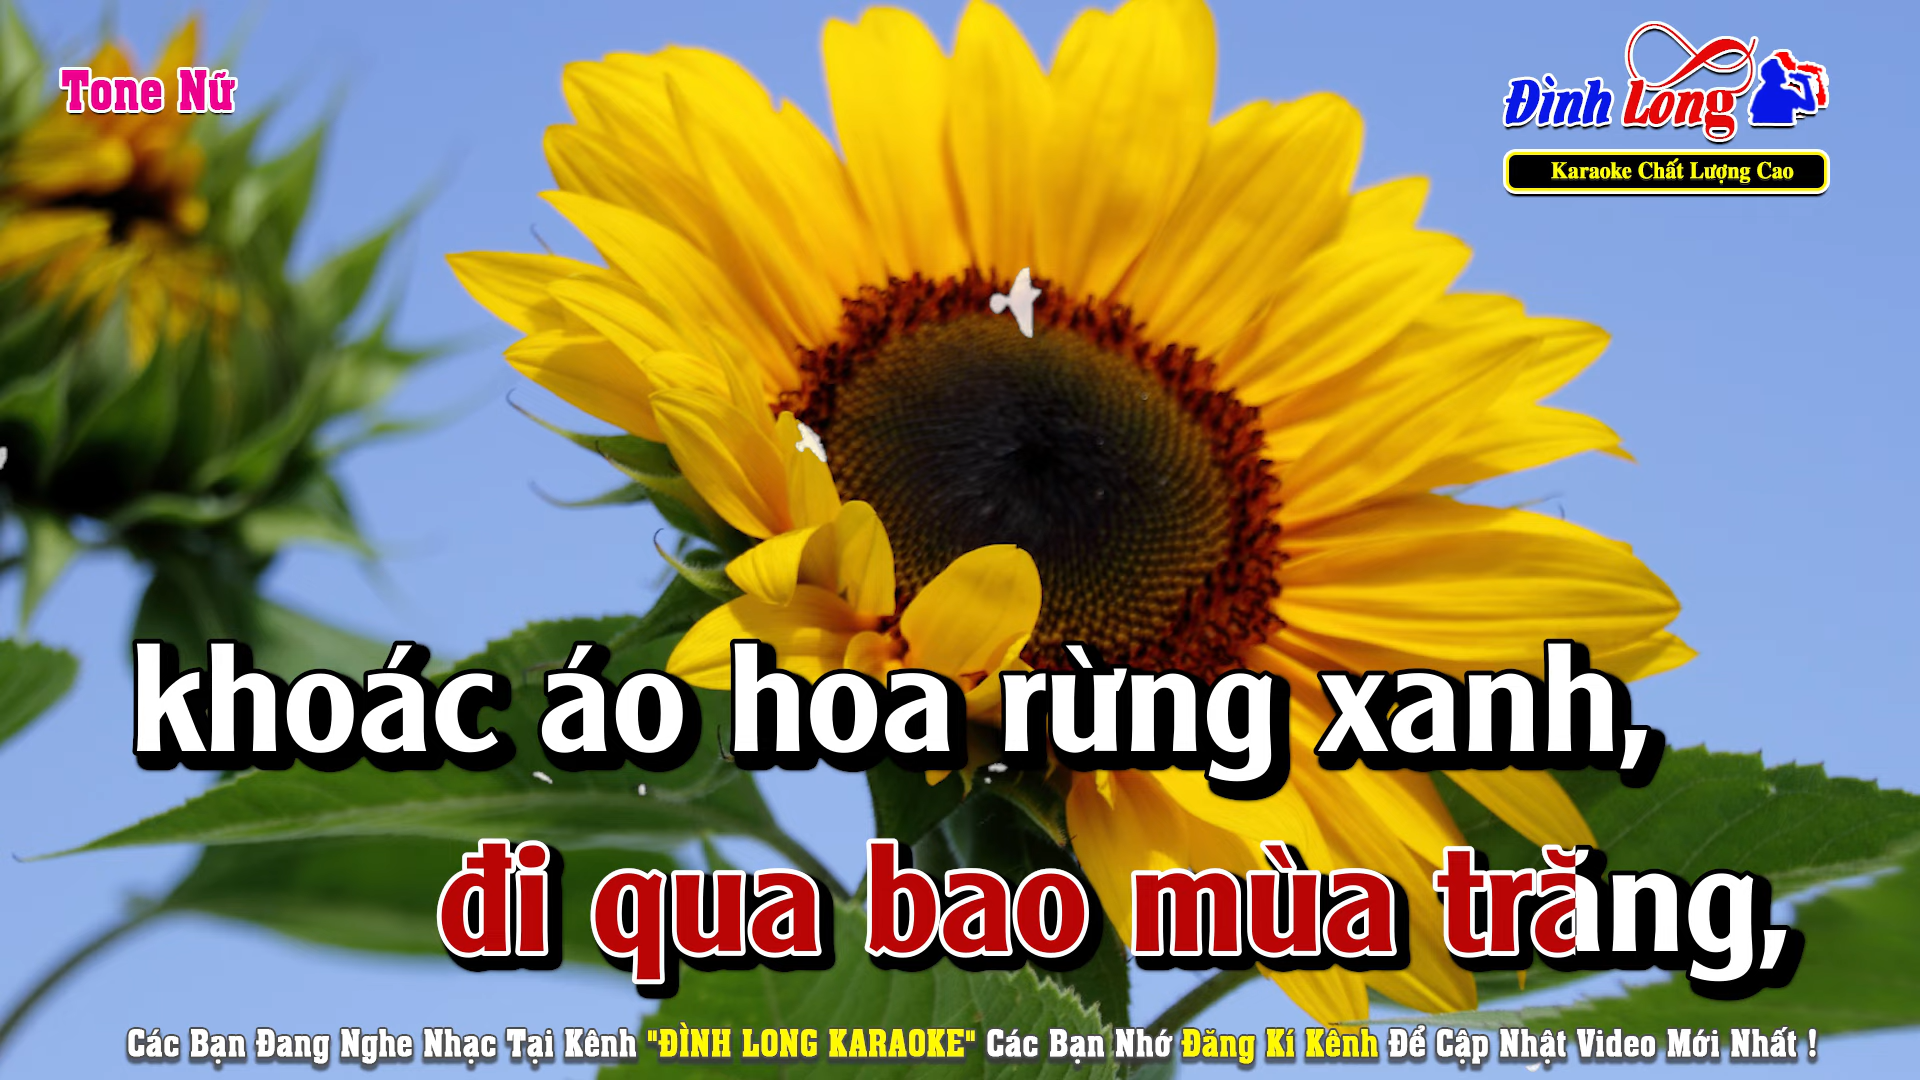 Tone Nữ
Đình Long
Karaoke Chất Lượng Cao
khoác áo hoa rừng xanh,
đi qua bao mùa trăng,
Các Bạn Đang Nghe Nhạc Tại Kênh "ĐÌNH LONG KARAOKE" Các Bạn Nhớ Đăng Kí Kênh Để Cập Nhật Video Mới Nhất !